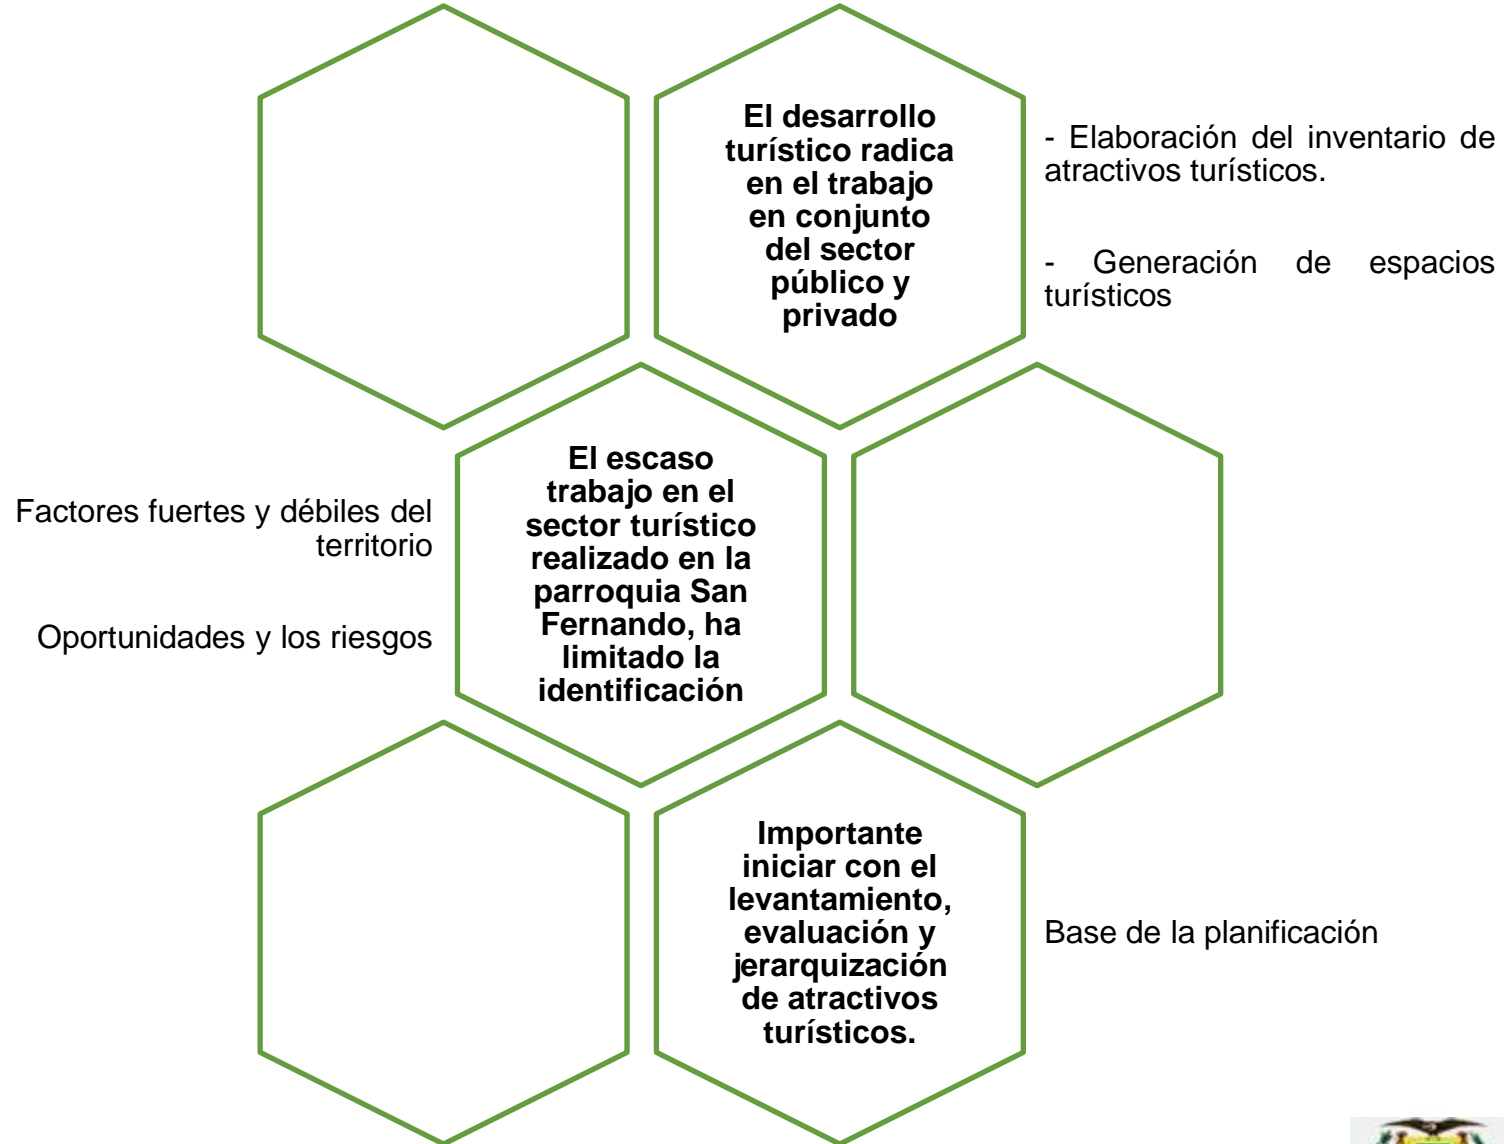 El desarrollo
turístico radica
en el trabajo
en conjunto
del sector
público y
privado
- Elaboración del inventario de
atractivos turísticos.
- Generación de espacios
turísticos
Factores fuertes y débiles del
territorio
Oportunidades y los riesgos
El escaso
trabajo en el
sector turístico
realizado en la
parroquia San
Fernando, ha
limitado la
identificación
Importante
iniciar con el
levantamiento,
evaluación y
jerarquización
de atractivos
turísticos.
Base de la planificación